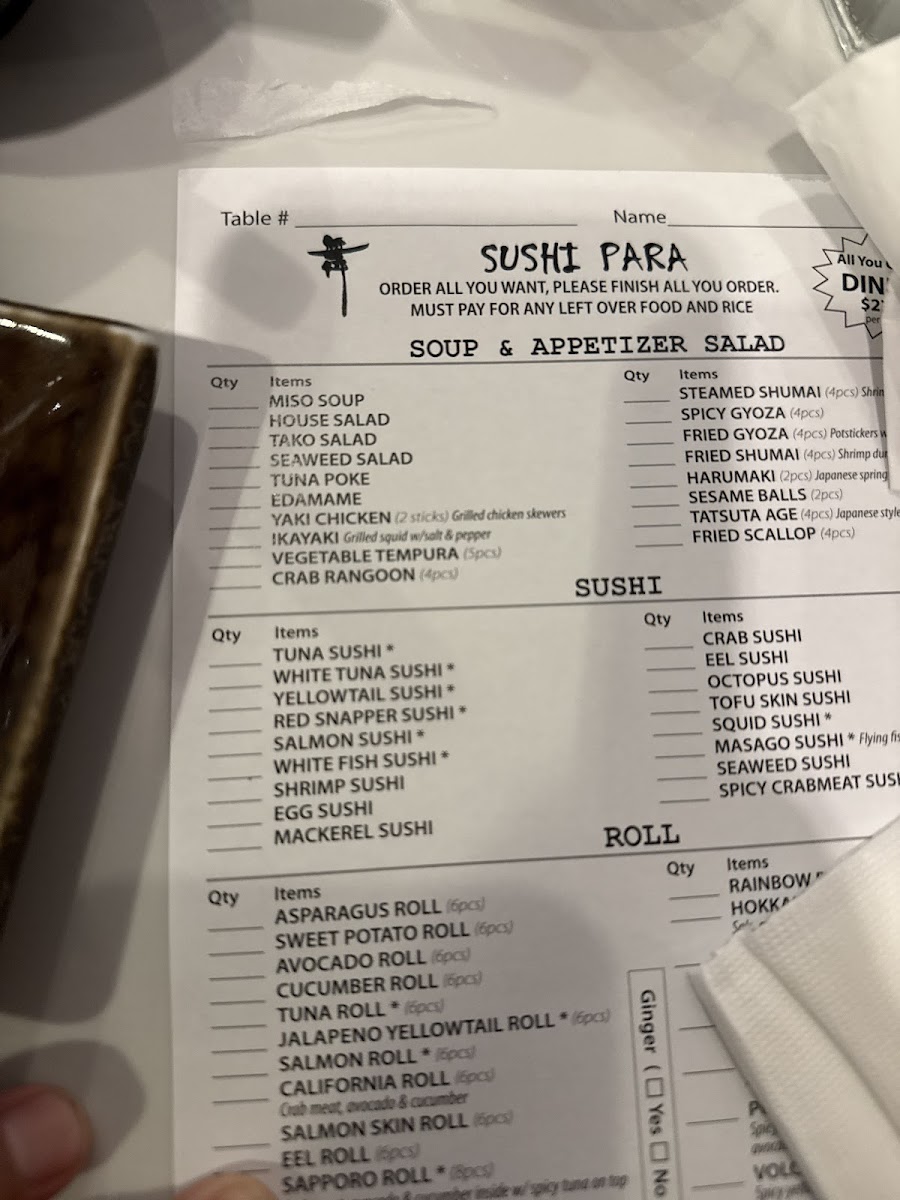 Table #
Name
SUSHI PARA
ORDER ALL YOU WANT, PLEASE FINISH ALL YOU ORDER.
MUST PAY FOR ANY LEFT OVER FOOD AND RICE
All You
DIN
$2
per
SOUP & APPETIZER SALAD
Qty Items
MISO SOUP
HOUSE SALAD
TAKO SALAD
SEAWEED SALAD
TUNA POKE
EDAMAME
YAKI CHICKEN (2 sticks) Grilled chicken skewers
IKAYAKI Grilled squid w/salt & pepper
VEGETABLE TEMPURA (5pcs)
CRAB RANGOON (4pcs)
Qty Items
STEAMED SHUMAI (4pcs)
SPICY GYOZA (4pcs)
FRIED GYOZA (4pcs) Potstickers
FRIED SHUMAI (4pcs) Shrimp
HARUMAKI (2pcs) Japanese spring
SESAME BALLS (2pcs)
TATSUTA AGE (4pcs) Japanese style
FRIED SCALLOP (4pcs)
SUSHI
Qty Items
TUNA SUSHI *
WHITE TUNA SUSHI *
YELLOWTAIL SUSHI *
RED SNAPPER SUSHI *
SALMON SUSHI *
WHITE FISH SUSHI *
SHRIMP SUSHI
EGG SUSHI
MACKEREL SUSHI
Qty Items
CRAB SUSHI
EEL SUSHI
OCTOPUS SUSHI
TOFU SKIN SUSHI
SQUID SUSHI *
MASAGO SUSHI * Flying
SEAWEED SUSHI
SPICY CRABMEAT
ROLL
Qty Items
ASPARAGUS ROLL (6pcs)
SWEET POTATO ROLL (6pcs)
AVOCADO ROLL (6pcs)
CUCUMBER ROLL (6pcs)
TUNA ROLL * (6pcs)
JALAPENO YELLOWTAIL ROLL * (6pcs)
SALMON ROLL * (6pcs)
CALIFORNIA ROLL (6pcs)
Crab meat, avocado & cucumber
SALMON SKIN ROLL (6pcs)
EEL ROLL (6pcs)
SAPPORO ROLL * (8pcs)
& cucumber inside w/ spicy tuna on top
Qty Items
RAINBOW
Ginger ( Yes No